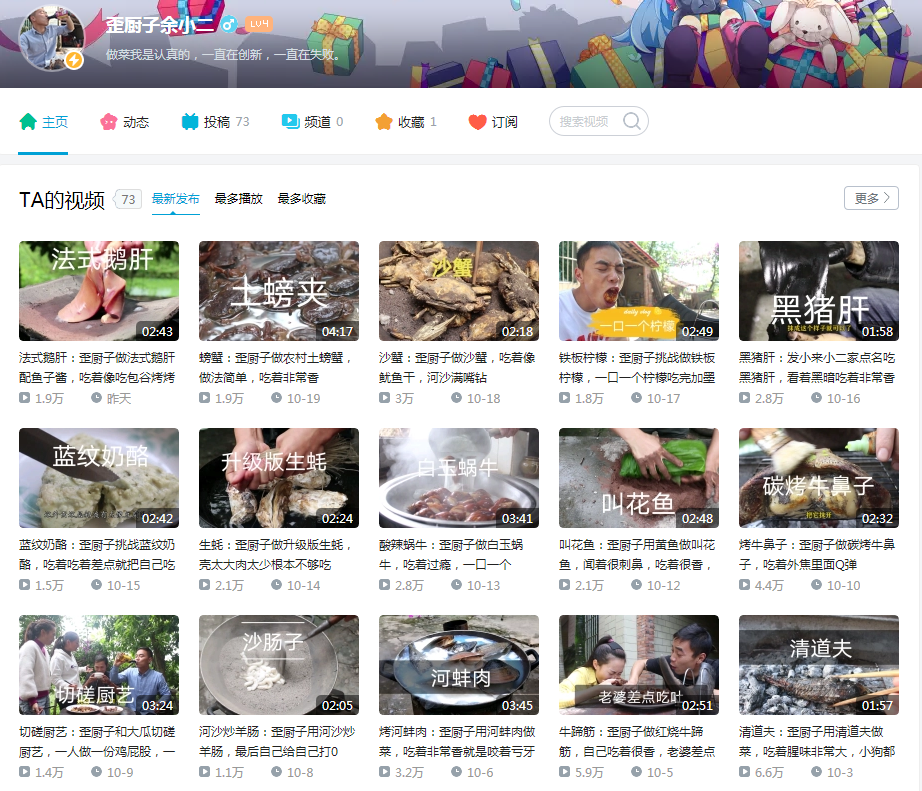 歪厨子余小二 LV4
做菜我是认真的，一直在创新，一直在失败。
主页 动态 投稿 73 频道 0 收藏 1 订阅 搜索视频
TA的视频 73 最新发布 最多播放 最多收藏 更多
法式鹅肝 02:43
土螃夹 04:17
沙蟹 02:18
daily vlog 一口一个柠檬 02:49
黑猪肝 抹成这个样子就可以了 01:58
法式鹅肝：歪厨子做法式鹅肝 螃蟹：歪厨子做农村土螃蟹， 沙蟹：歪厨子做沙蟹，吃着像 铁板柠檬：歪厨子挑战做铁板 黑猪肝：发小来小二家点名吃
配鱼子酱，吃着像吃包谷烤烤 做法简单，吃着非常香 鱿鱼干，河沙满嘴钻 柠檬，一口一个柠檬吃完加墨 黑猪肝，看着黑暗吃着非常香
1.9万 昨天 1.9万 10-19 3万 10-18 1.8万 10-17 2.8万 10-16
蓝纹奶酪 02:42
升级版生蚝 02:24
白玉蜗牛 03:41
叫花鱼 02:48
碳烤牛鼻子 把它挑开 02:32
蓝纹奶酪：歪厨子挑战蓝纹奶 生蚝：歪厨子做升级版生蚝， 酸辣蜗牛：歪厨子做白玉蜗 叫花鱼：歪厨子用黄鱼做叫花 烤牛鼻子：歪厨子做碳烤牛鼻
酪，吃着吃着差点就把自己吃 壳太大肉太少根本不够吃 牛，吃着过瘾，一口一个 鱼，闻着很刺鼻，吃着很香， 子，吃着外焦里面Q弹
1.5万 10-15 2.1万 10-14 2.8万 10-13 2.1万 10-12 4.4万 10-10
切磋厨艺 03:24
沙肠子 02:05
河蚌肉 03:45
老婆差点吃吐 02:51
清道夫 01:57
切磋厨艺：歪厨子和大瓜切磋 河沙炒羊肠：歪厨子用河沙炒 烤河蚌肉：歪厨子用河蚌肉做 牛蹄筋：歪厨子做红烧牛蹄 清道夫：歪厨子用清道夫做
厨艺，一人做一份鸡屁股，一 羊肠，最后自己给自己打0 菜，吃着非常香就是咬着亏牙 筋，自己吃着很香，老婆差点 菜，吃着腥味非常大，小狗都
1.4万 10-9 1.1万 10-8 3.2万 10-6 5.9万 10-5 6.6万 10-3